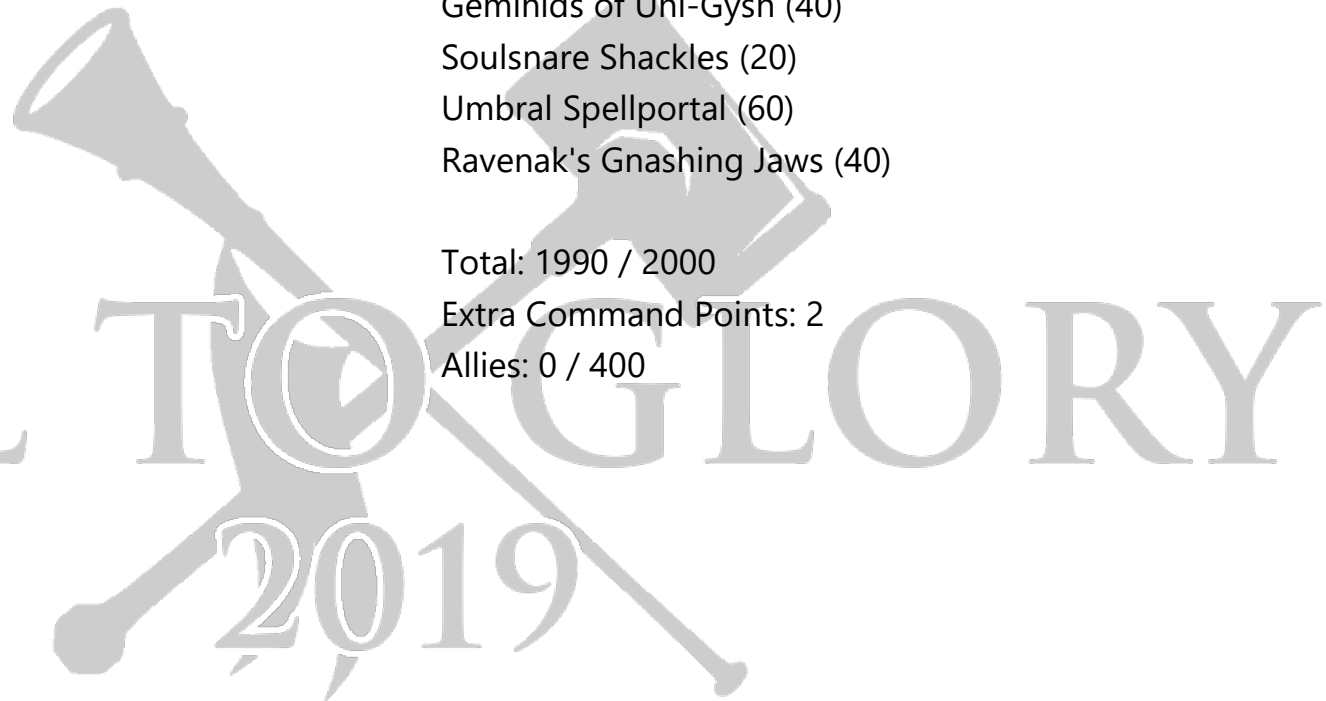 Geminids of Uhl-Gysh (40)
Soulsnare Shackles (20)
Umbral Spellportal (60)
Ravenak's Gnashing Jaws (40)
Total: 1990 / 2000
Extra Command Points: 2
Allies: 0 / 400
L TO GLORY
2019